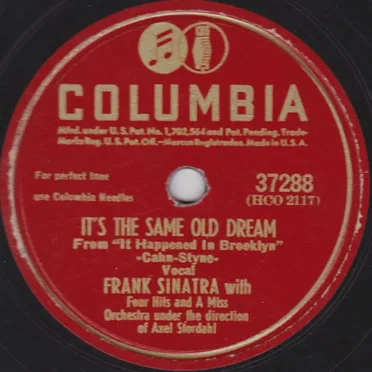 COLUMBIA
Mfrd. under U.S. Pat. No. 1,702,564 and Pat. Pending. Trade-
Marks Reg. U.S. Pat. Off. - Marcas Registradas. Made in U.S.A.
For perfect tone
use Columbia Needles
37288
(HCO 2117)
IT'S THE SAME OLD DREAM
From "It Happened In Brooklyn"
-Cahn-Styne-
Vocal
FRANK SINATRA with
Four Hits and A Miss
Orchestra under the direction
of Axel Stordahl